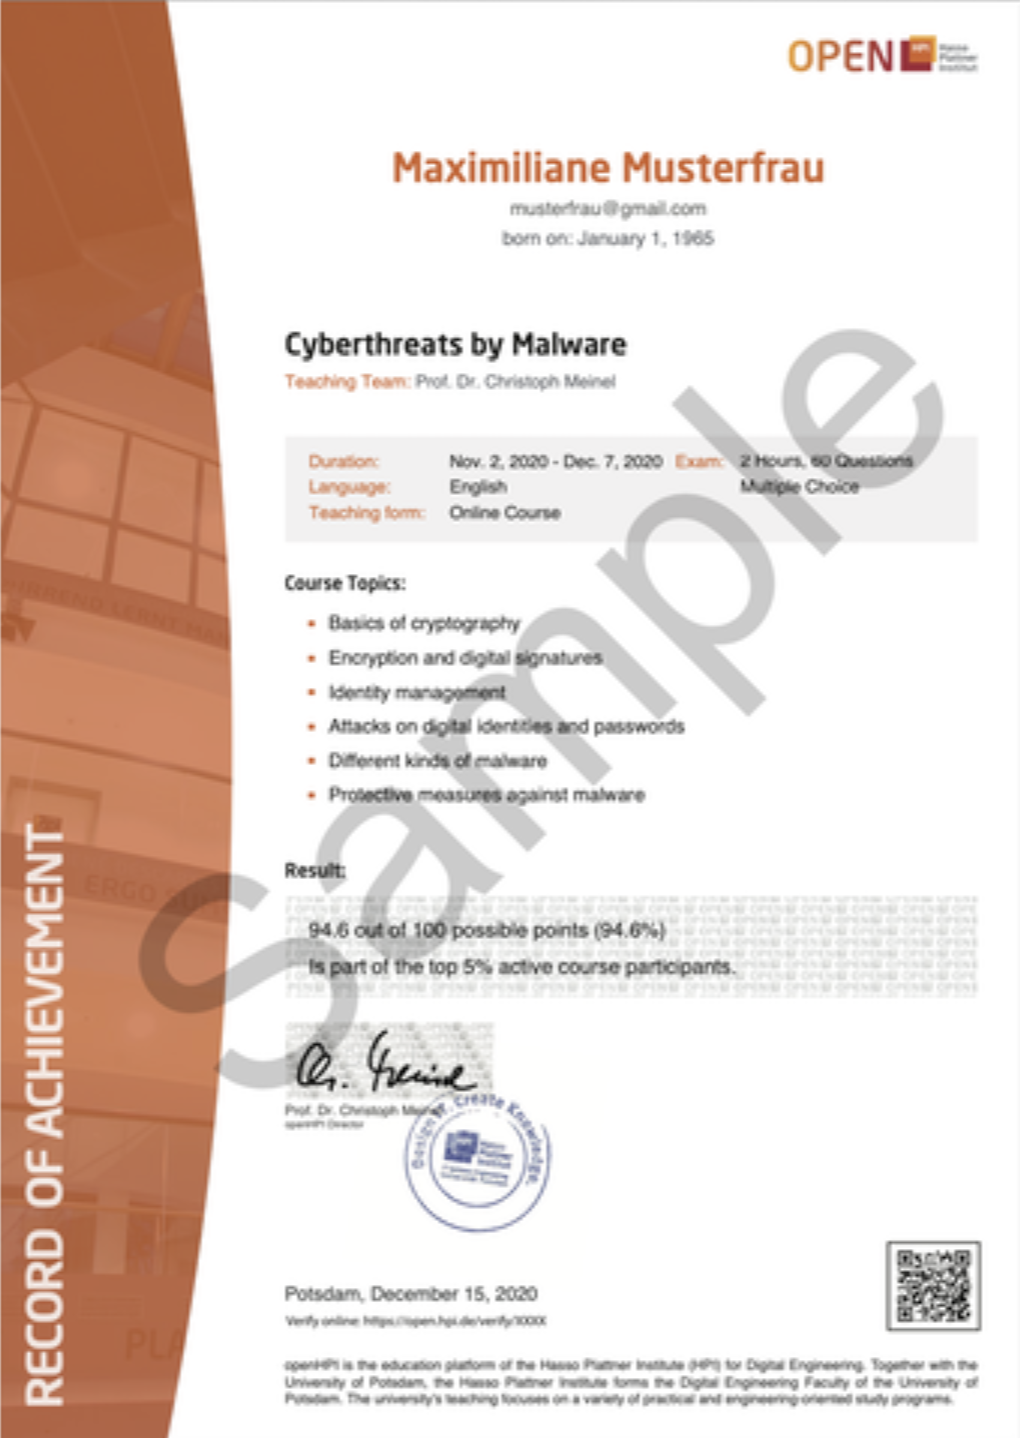 OPEN HPI Hasso
Plattner
Institut
Maximiliane Musterfrau
musterfrau@gmail.com
born on: January 1, 1965
Cyberthreats by Malware
Teaching Team: Prof. Dr. Christoph Meinel
Duration: Nov. 2, 2020 - Dec. 7, 2020 Exam: 2 Hours, 60 Questions
Language: English Multiple Choice
Teaching form: Online Course
Course Topics:
Basics of cryptography
Encryption and digital signatures
Identity management
Attacks on digital identities and passwords
Different kinds of malware
Protective measures against malware
Result:
94.6 out of 100 possible points (94.6%)
Is part of the top 5% active course participants.
Ch. Meinel
Prof. Dr. Christoph Meinel
openHPI Director
Design IT. Create Knowledge.
HPI Hasso
Plattner
Institut
Potsdam, December 15, 2020
Verify online: https://open.hpi.de/verify/XXXX
openHPI is the education platform of the Hasso Plattner Institute (HPI) for Digital Engineering. Together with the
University of Potsdam, the Hasso Plattner Institute forms the Digital Engineering Faculty of the University of
Potsdam. The university's teaching focuses on a variety of practical and engineering-oriented study programs.
RECORD OF ACHIEVEMENT
Sample